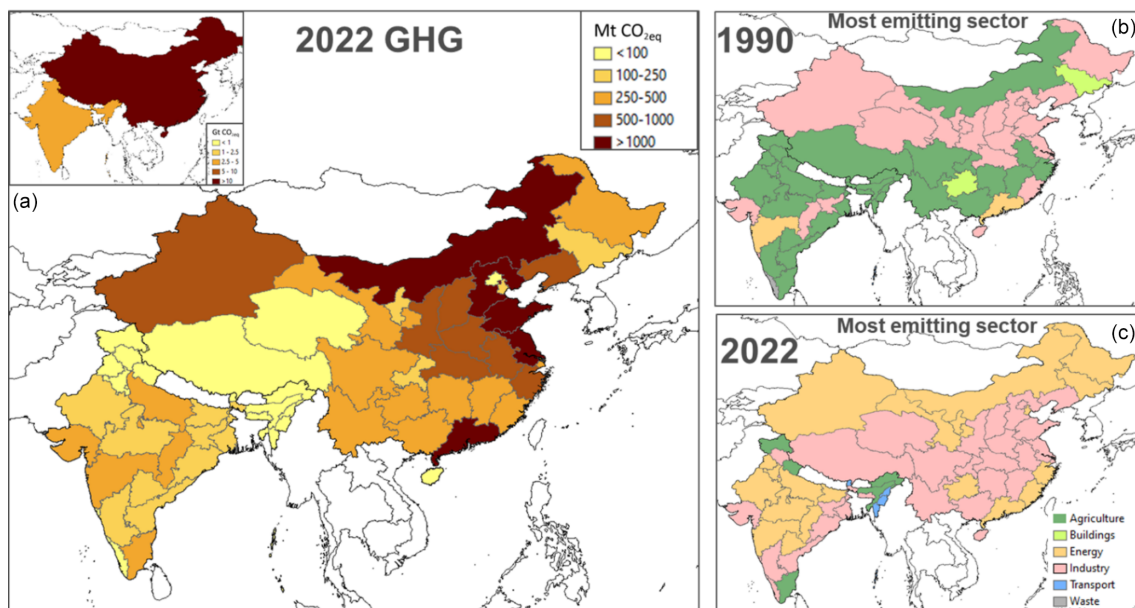 (a)
2022 GHG
Mt CO2eq
<100
100-250
250-500
500-1000
>1000
Gt CO2eq
< 1
1 - 2.5
2.5 - 5
5 - 10
>10
(b)
Most emitting sector
1990
(c)
Most emitting sector
2022
Agriculture
Buildings
Energy
Industry
Transport
Waste